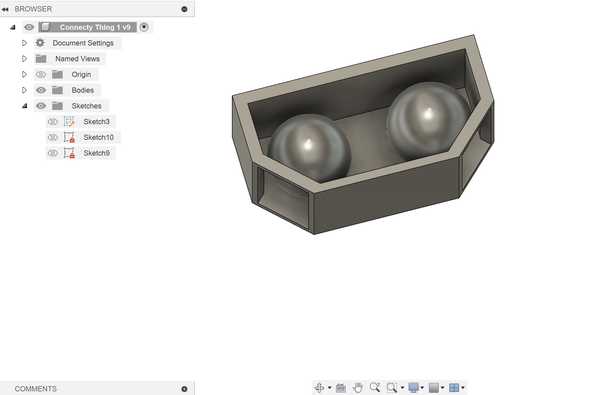 BROWSER
Connecty Thing 1 v9
Document Settings
Named Views
Origin
Bodies
Sketches
Sketch3
Sketch10
Sketch9
COMMENTS